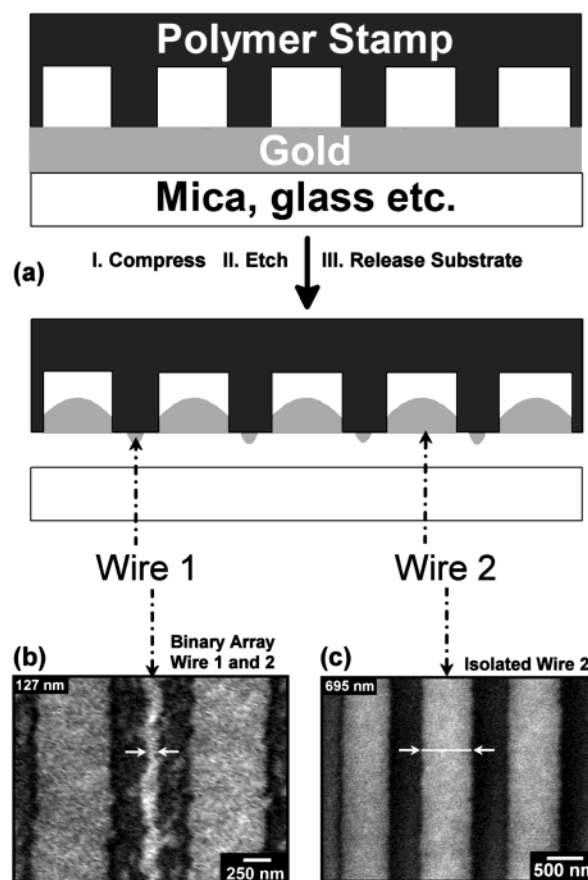 Polymer Stamp
Gold
Mica, glass etc.
(a)
I. Compress II. Etch III. Release Substrate
Wire 1
Wire 2
(b)
Binary Array
Wire 1 and 2
127 nm
250 nm
(c)
Isolated Wire 2
695 nm
500 nm